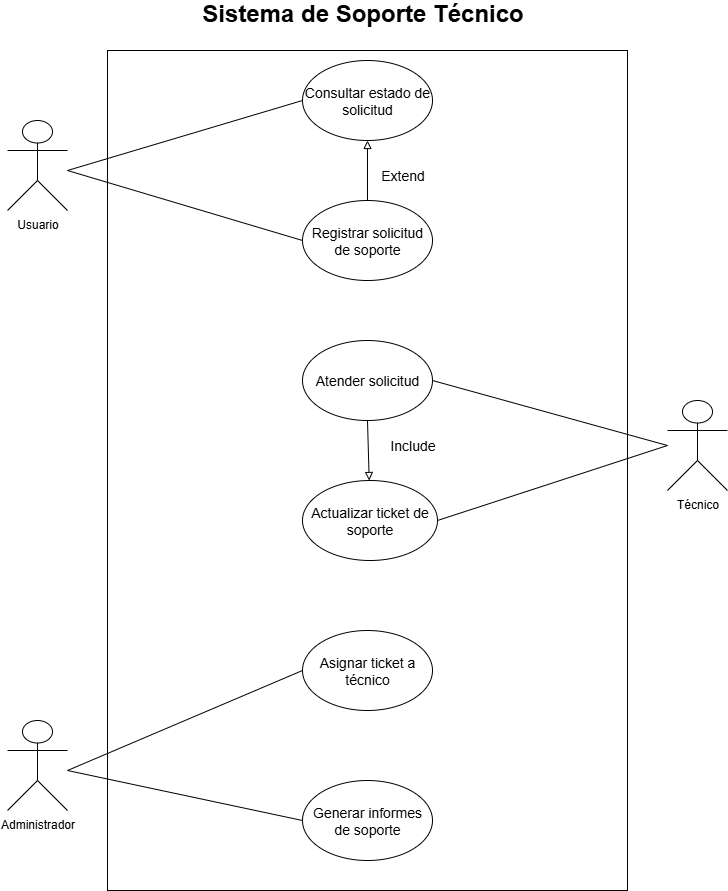 Sistema de Soporte Técnico
Consultar estado de
solicitud
Extend
Usuario
Registrar solicitud
de soporte
Atender solicitud
Include
Técnico
Actualizar ticket de
soporte
Asignar ticket a
técnico
Administrador
Generar informes
de soporte